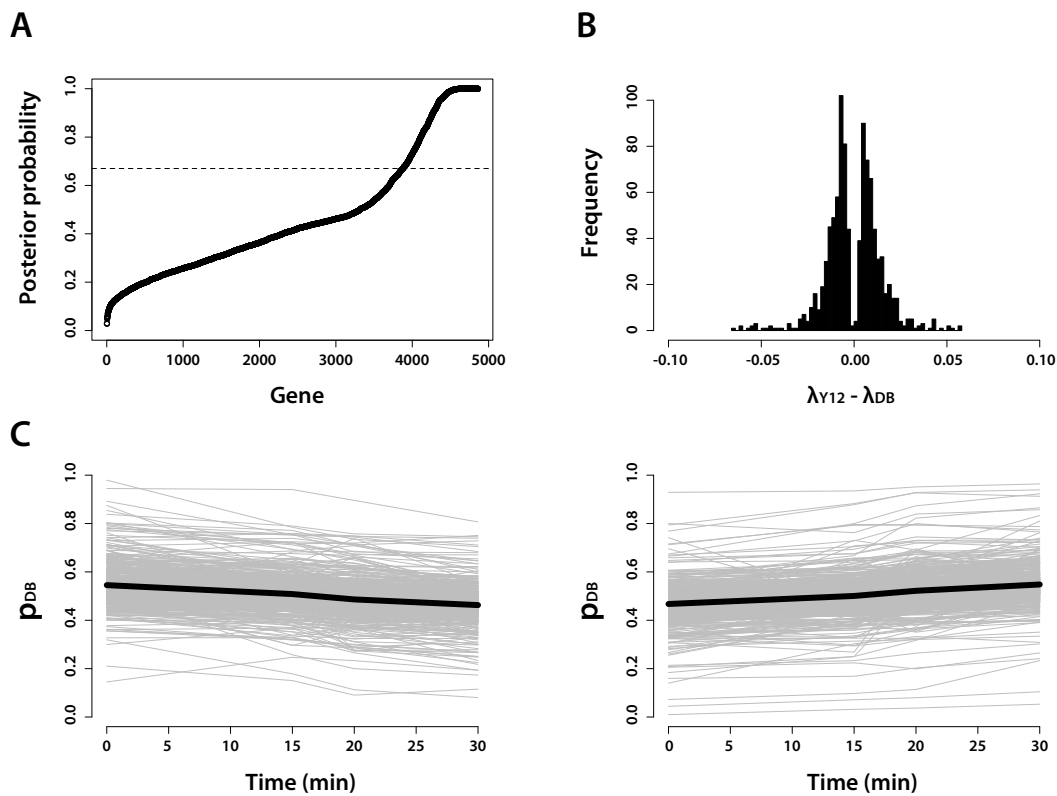 A
Posterior probability
0.0 0.2 0.4 0.6 0.8 1.0
0 1000 2000 3000 4000 5000
Gene
B
Frequency
0 20 40 60 80 100
-0.10 -0.05 0.00 0.05 0.10
λY12 - λDB
C
pDB
0.0 0.2 0.4 0.6 0.8 1.0
0 5 10 15 20 25 30
Time (min)
pDB
0.0 0.2 0.4 0.6 0.8 1.0
0 5 10 15 20 25 30
Time (min)